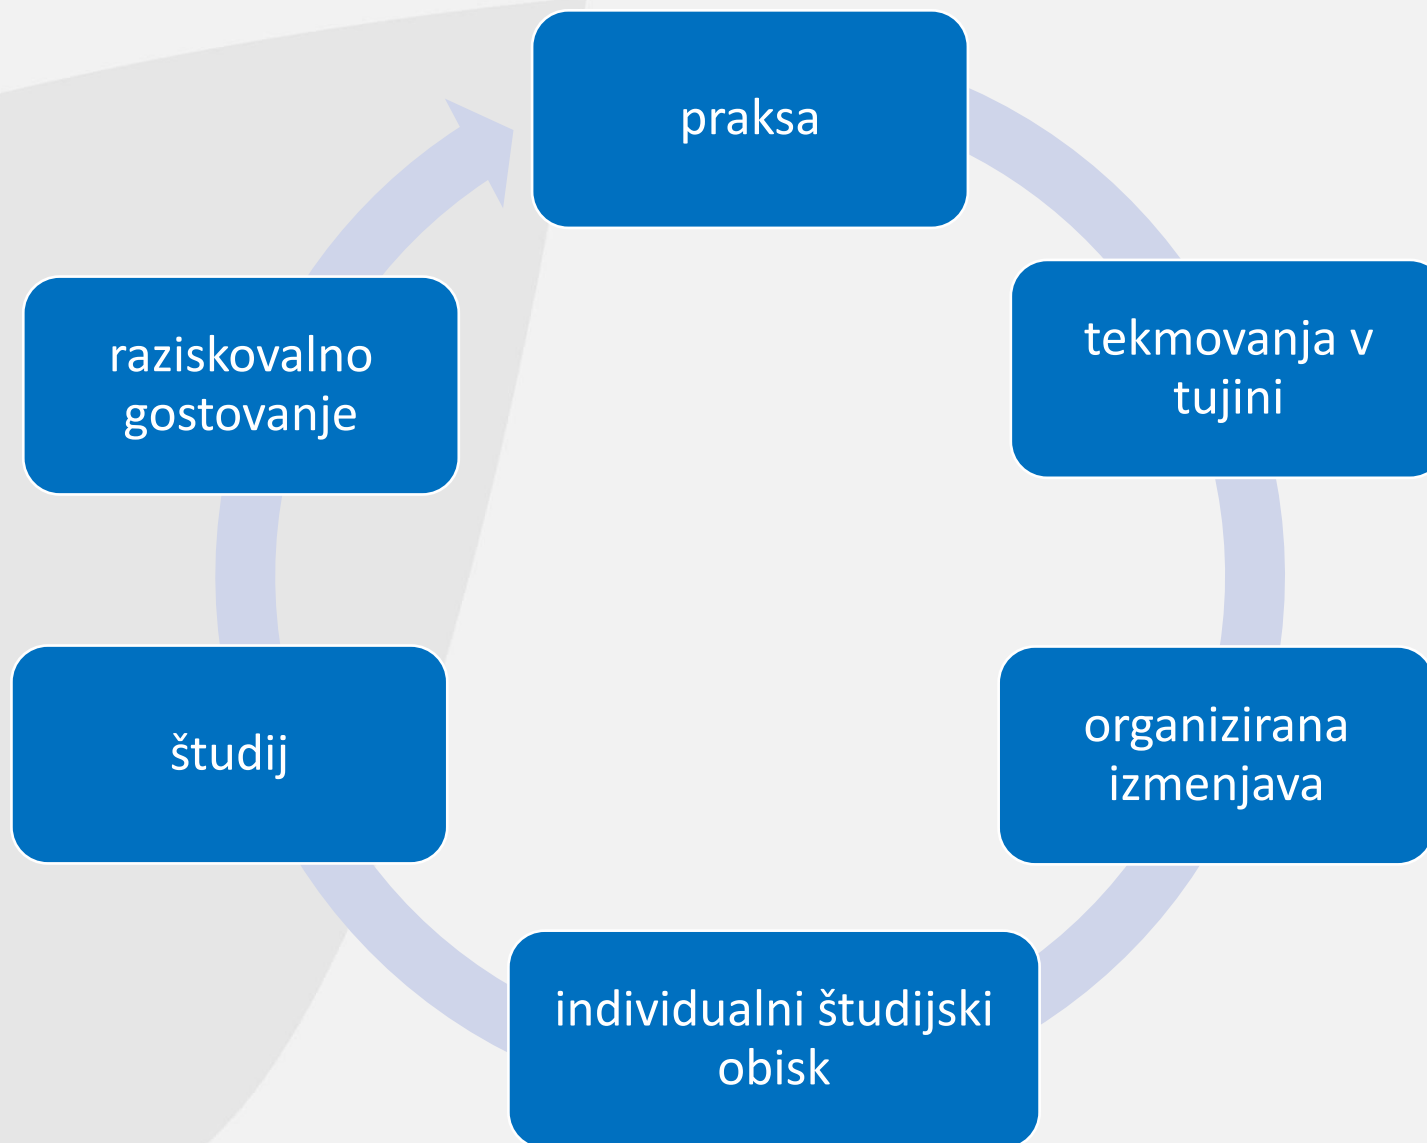 praksa
tekmovanja v
tujini
organizirana
izmenjava
individualni študijski
obisk
študij
raziskovalno
gostovanje